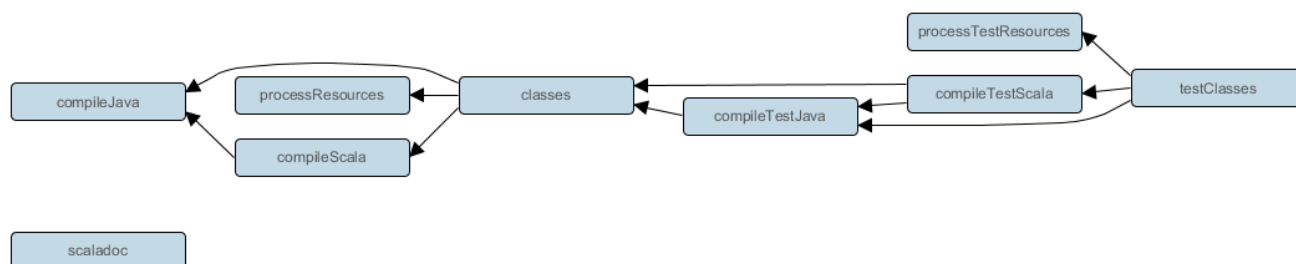 processTestResources
compileJava
processResources
classes
compileTestScala
testClasses
compileTestJava
compileScala
scaladoc